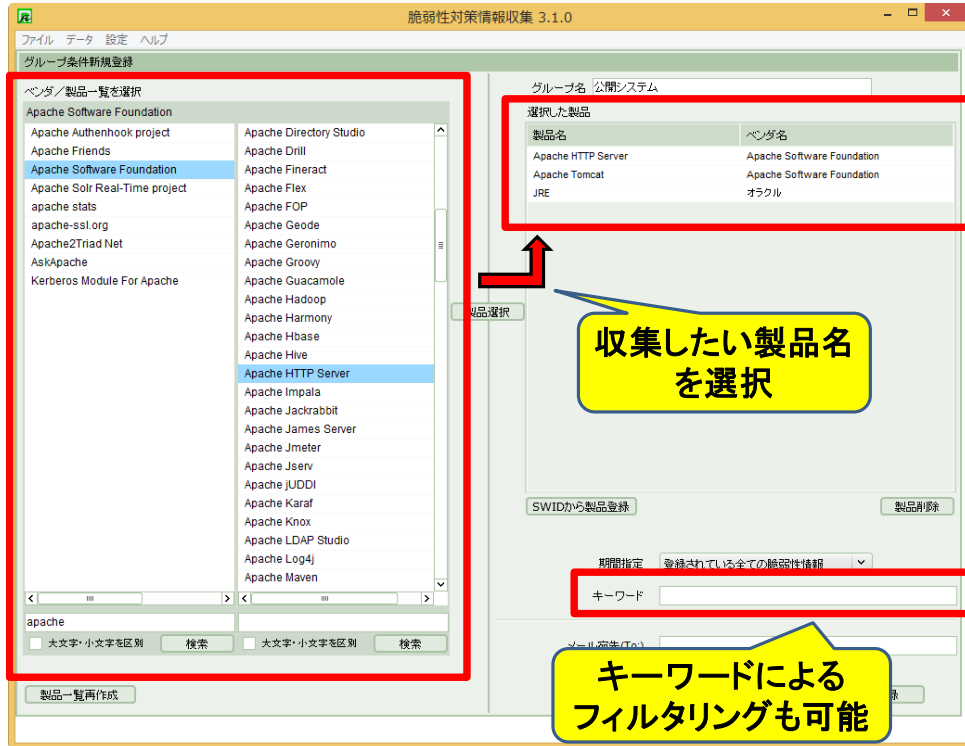 脆弱性対策情報収集 3.1.0
ファイル データ 設定 ヘルプ
グループ条件新規登録
ベンダ/製品一覧を選択
Apache Software Foundation
Apache Authenhook project
Apache Friends
Apache Software Foundation
Apache Solr Real-Time project
apache stats
apache-ssl.org
Apache2Triad Net
AskApache
Kerberos Module For Apache
Apache Directory Studio
Apache Drill
Apache Fineract
Apache Flex
Apache FOP
Apache Geode
Apache Geronimo
Apache Groovy
Apache Guacamole
Apache Hadoop
Apache Harmony
Apache Hbase
Apache Hive
Apache HTTP Server
Apache Impala
Apache Jackrabbit
Apache James Server
Apache Jmeter
Apache Jserv
Apache jUDDI
Apache Karaf
Apache Knox
Apache LDAP Studio
Apache Log4j
Apache Maven
apache
大文字・小文字を区別 検索 大文字・小文字を区別 検索
製品一覧再作成
製品選択
グループ名 公開システム
選択した製品
製品名 ベンダ名
Apache HTTP Server Apache Software Foundation
Apache Tomcat Apache Software Foundation
JRE オラクル
収集したい製品名
を選択
SWIDから製品登録 製品削除
期間指定 登録されている全ての脆弱性情報
キーワード
メール宛先(To:)
キーワードによる
フィルタリングも可能